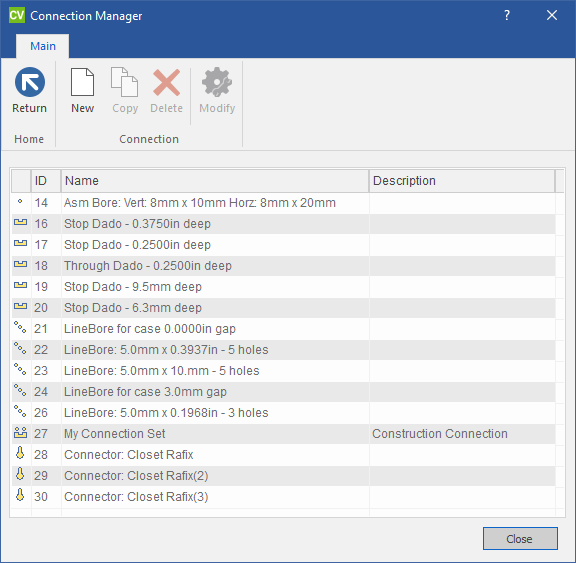 CV Connection Manager ?
Main
Return New Copy Delete Modify
Home Connection
ID Name Description
14 Asm Bore: Vert: 8mm x 10mm Horz: 8mm x 20mm
16 Stop Dado - 0.3750in deep
17 Stop Dado - 0.2500in deep
18 Through Dado - 0.2500in deep
19 Stop Dado - 9.5mm deep
20 Stop Dado - 6.3mm deep
21 LineBore for case 0.0000in gap
22 LineBore: 5.0mm x 0.3937in - 5 holes
23 LineBore: 5.0mm x 10.mm - 5 holes
24 LineBore for case 3.0mm gap
26 LineBore: 5.0mm x 0.1968in - 3 holes
27 My Connection Set Construction Connection
28 Connector: Closet Rafix
29 Connector: Closet Rafix(2)
30 Connector: Closet Rafix(3)
Close